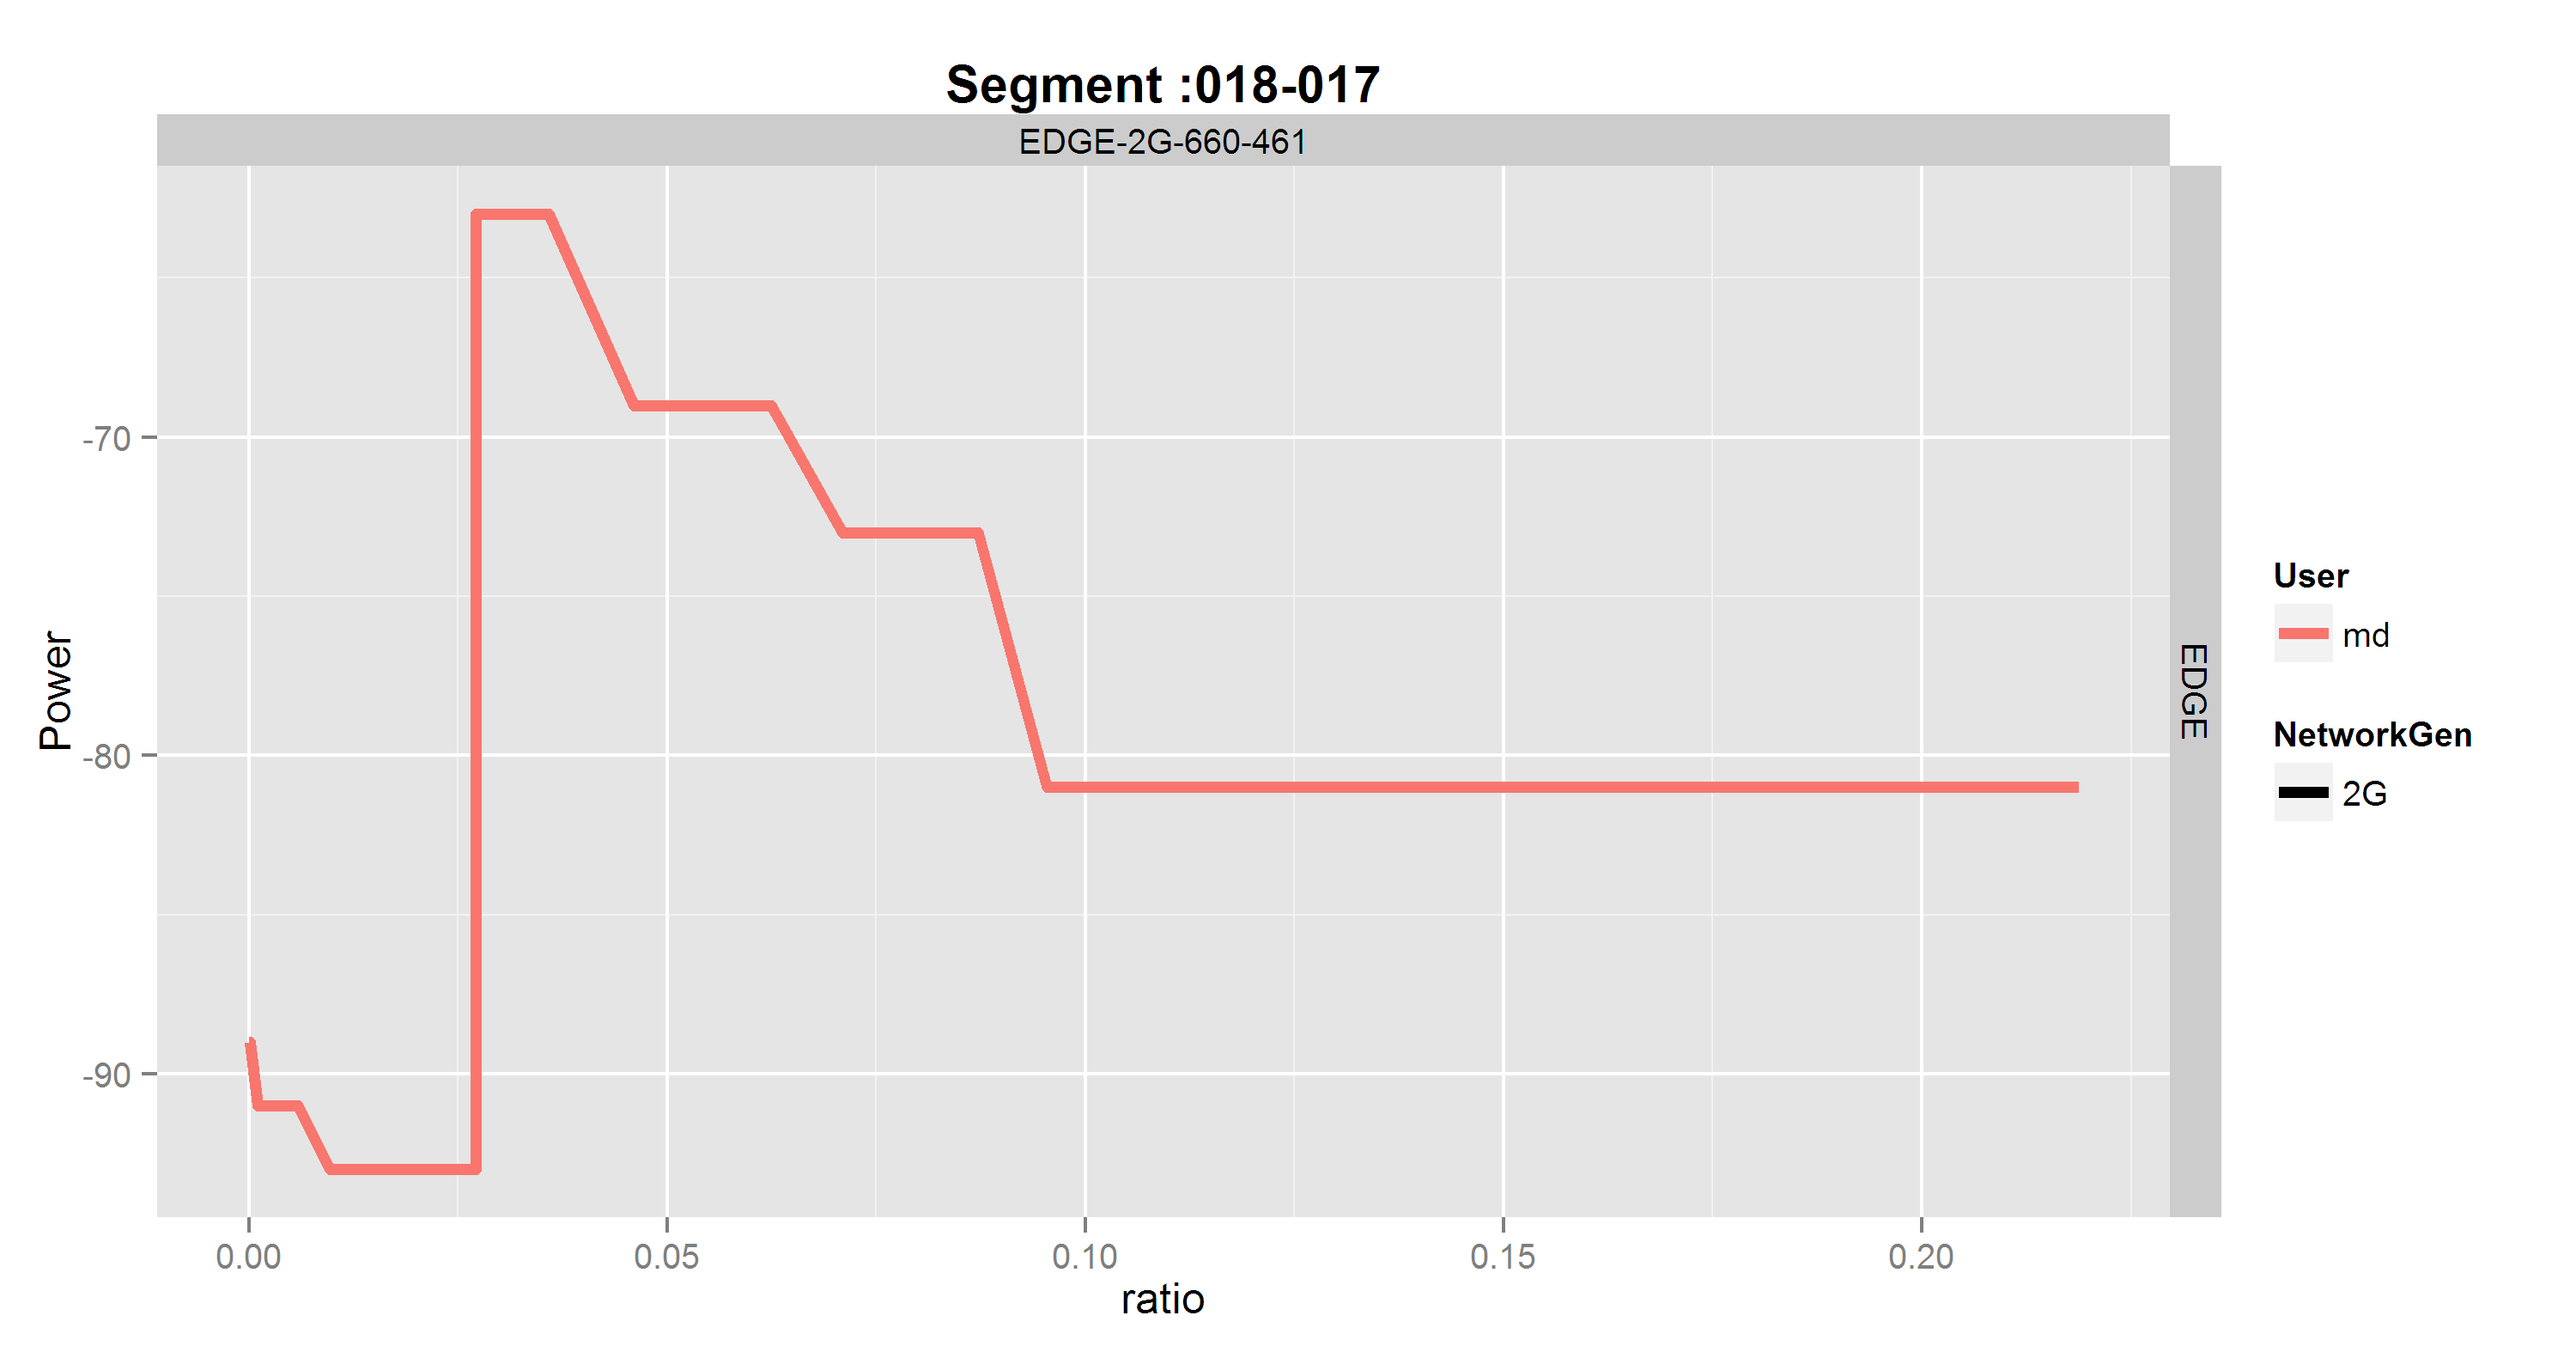 Segment :018-017
EDGE-2G-660-461
-70
-80
-90
Power
EDGE
0.00 0.05 0.10 0.15 0.20
ratio
User
md
NetworkGen
2G